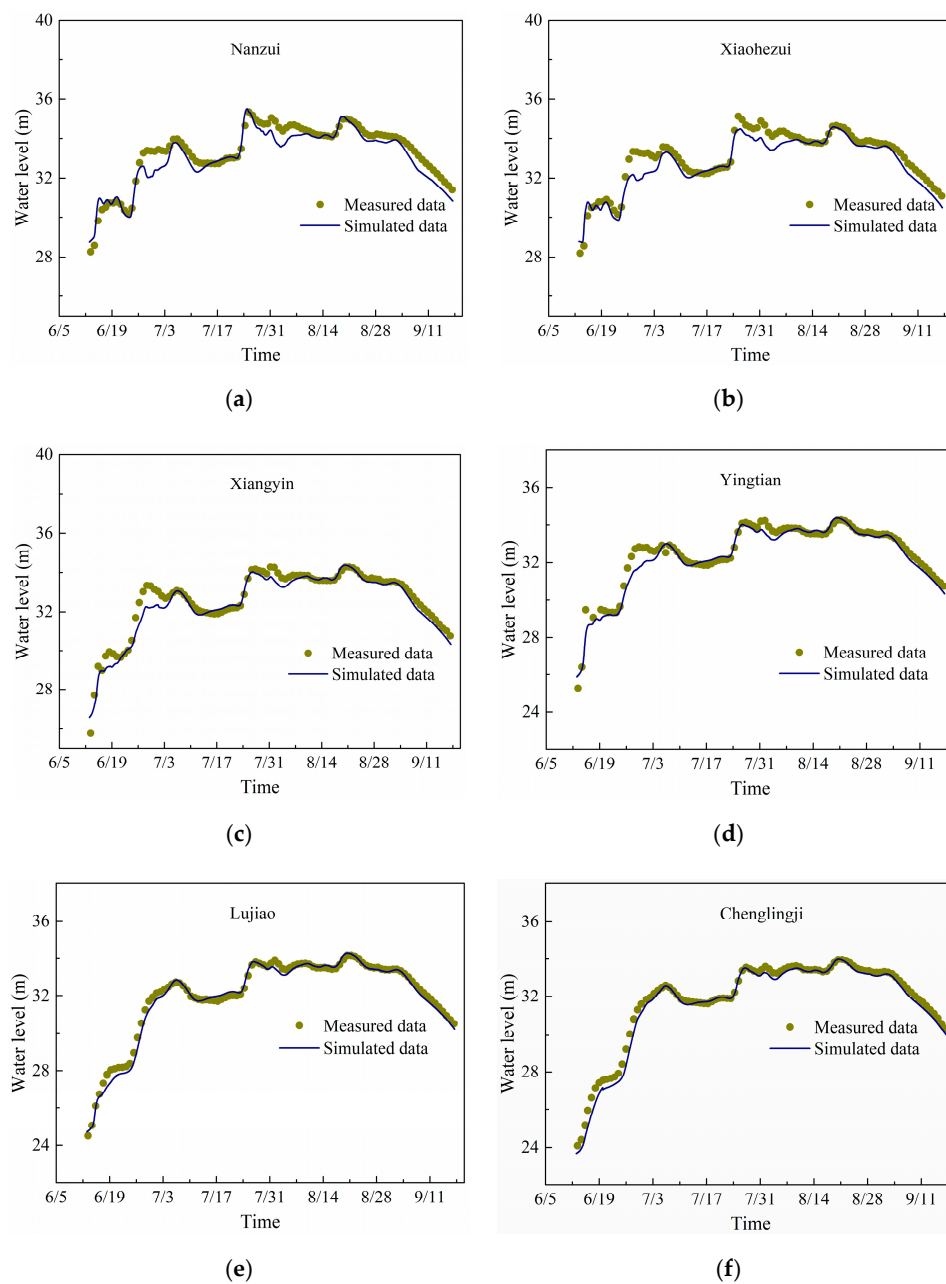 Nanzui
Water level (m)
40
36
32
28
Measured data
Simulated data
6/5 6/19 7/3 7/17 7/31 8/14 8/28 9/11
Time
(a)
Xiaohezui
Water level (m)
40
36
32
28
Measured data
Simulated data
6/5 6/19 7/3 7/17 7/31 8/14 8/28 9/11
Time
(b)
Xiangyin
Water level (m)
40
36
32
28
Measured data
Simulated data
6/5 6/19 7/3 7/17 7/31 8/14 8/28 9/11
Time
(c)
Yingtian
Water level (m)
36
32
28
24
Measured data
Simulated data
6/5 6/19 7/3 7/17 7/31 8/14 8/28 9/11
Time
(d)
Lujiao
Water level (m)
36
32
28
24
Measured data
Simulated data
6/5 6/19 7/3 7/17 7/31 8/14 8/28 9/11
Time
(e)
Chenglingji
Water level (m)
36
32
28
24
Measured data
Simulated data
6/5 6/19 7/3 7/17 7/31 8/14 8/28 9/11
Time
(f)